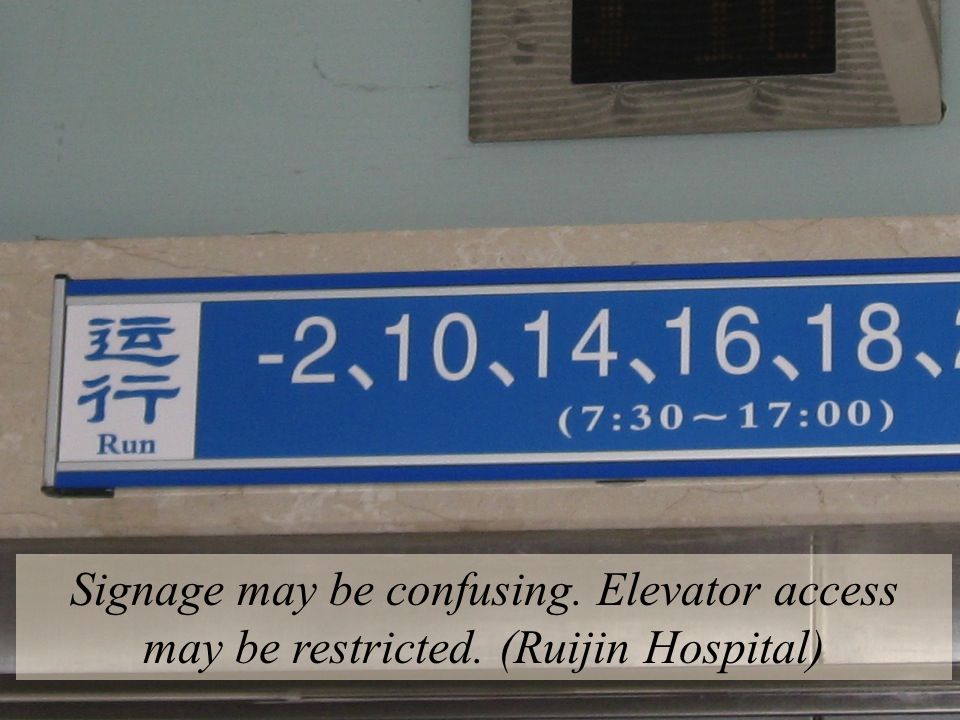 运
行
Run
-2、10、14、16、18、
(7:30～17:00)
Signage may be confusing. Elevator access
may be restricted. (Ruijin Hospital)